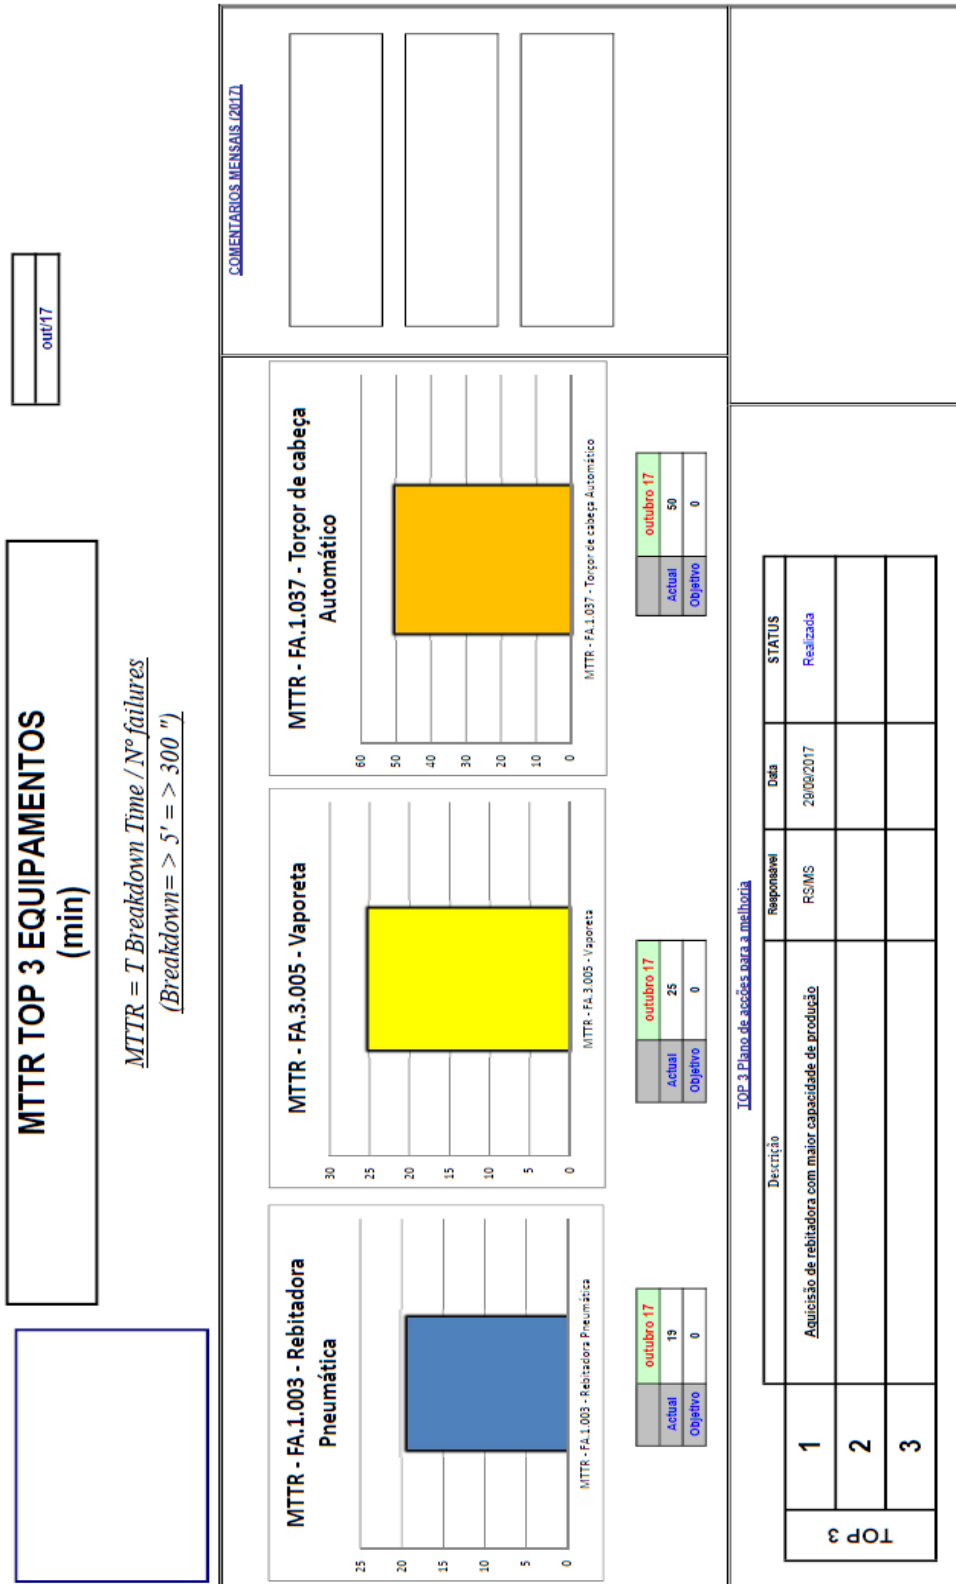 MTTR TOP 3 EQUIPAMENTOS
(min)
out/17
MTTR = T Breakdown Time / Nº failures
(Breakdown= > 5' = > 300 ")
MTTR - FA.1.003 - Rebitadora
Pneumática
25
20
15
10
5
0
MTTR - FA.1.003 - Rebitadora Pneumática
outubro 17
Actual 19
Objetivo 0
MTTR - FA.3.005 - Vaporeta
30
25
20
15
10
5
0
MTTR - FA.3.005 - Vaporeta
outubro 17
Actual 25
Objetivo 0
MTTR - FA.1.037 - Torçor de cabeça
Automático
60
50
40
30
20
10
0
MTTR - FA.1.037 - Torçor de cabeça Automático
outubro 17
Actual 50
Objetivo 0
COMENTARIOS MENSAIS (2017)
TOP 3 Plano de acções para a melhoria
Descrição Responsável Data STATUS
TOP 3
1 Aquicisão de rebitadora com maior capacidade de produção RS/MS 29/09/2017 Realizada
2
3